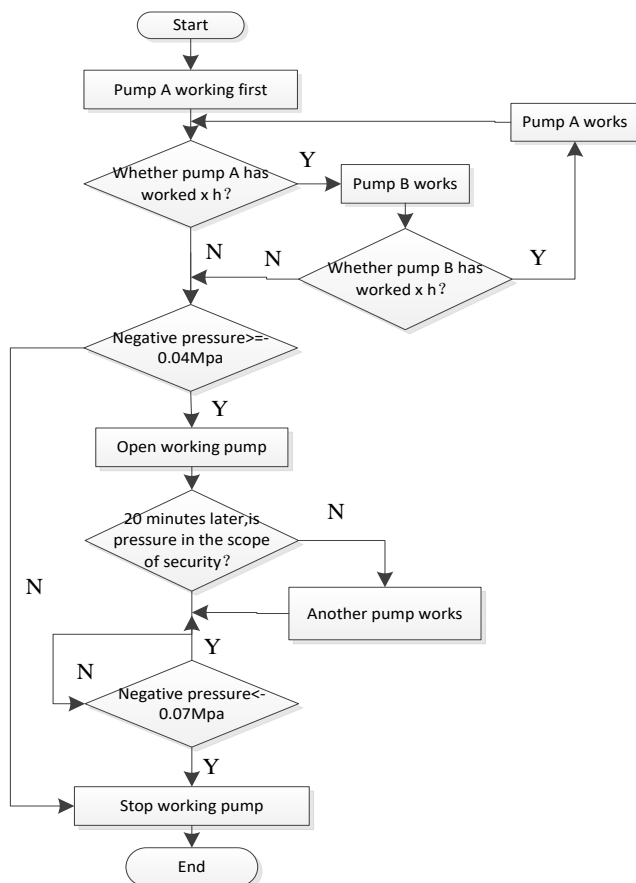 Start
Pump A working first
Pump A works
Whether pump A has
worked x h?
Y
Pump B works
N
N
Whether pump B has
worked x h?
Y
Negative pressure>=-
0.04Mpa
Y
Open working pump
20 minutes later,is
pressure in the scope
of security?
N
N
Another pump works
Y
N
Negative pressure<-
0.07Mpa
Y
Stop working pump
End